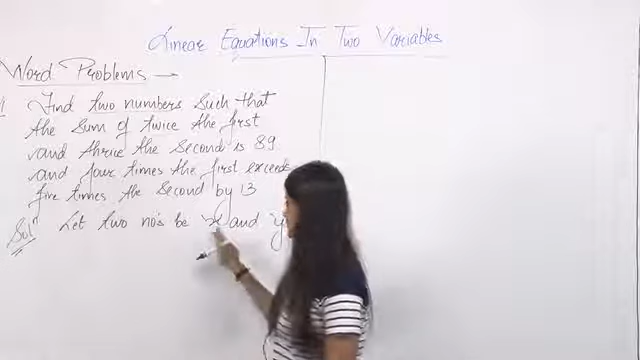 Linear Equations In Two Variables
Word Problems —
Find two numbers such that
the sum of twice the first
and thrice the second is 89
and four times the first exceeds
five times the second by 13
Solⁿ Let two no's be 'x' and 'y'